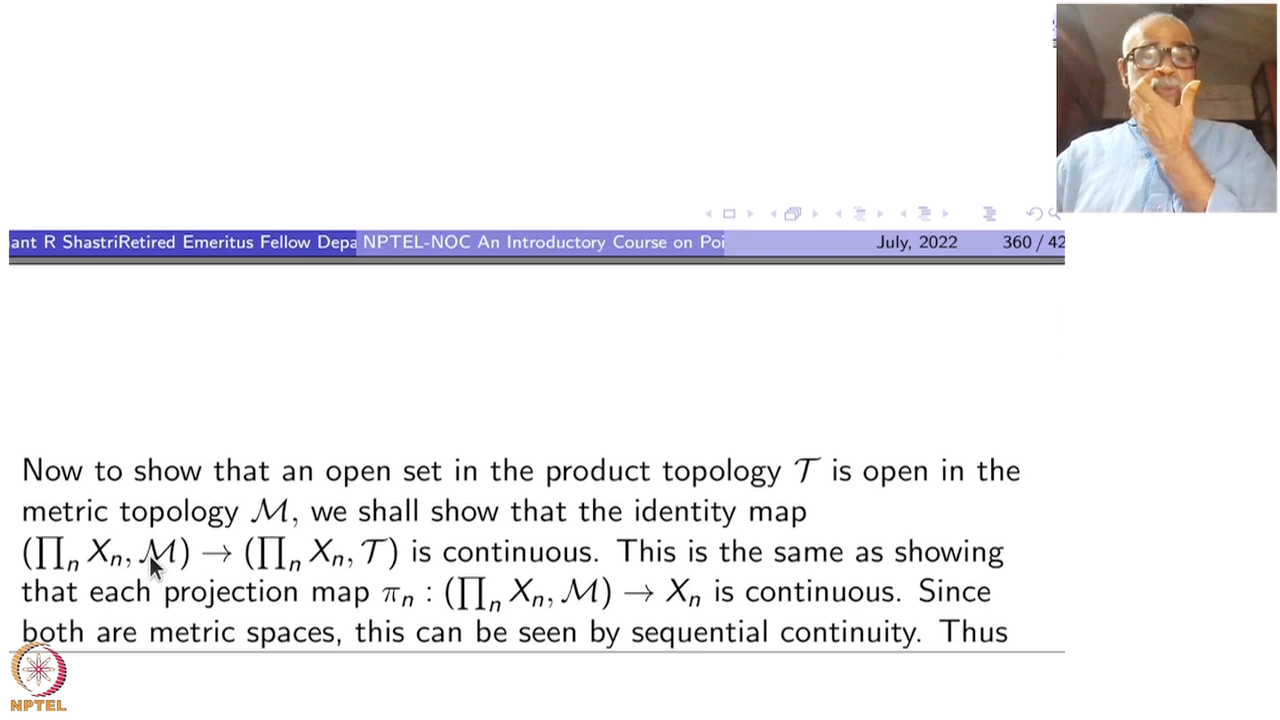 ant R ShastriRetired Emeritus Fellow Depa NPTEL-NOC An Introductory Course on Poi July, 2022 360 / 42
Now to show that an open set in the product topology 𝒯 is open in the
metric topology ℳ, we shall show that the identity map
(∏ₙ Xₙ, ℳ) → (∏ₙ Xₙ, 𝒯) is continuous. This is the same as showing
that each projection map πₙ : (∏ₙ Xₙ, ℳ) → Xₙ is continuous. Since
both are metric spaces, this can be seen by sequential continuity. Thus
NPTEL